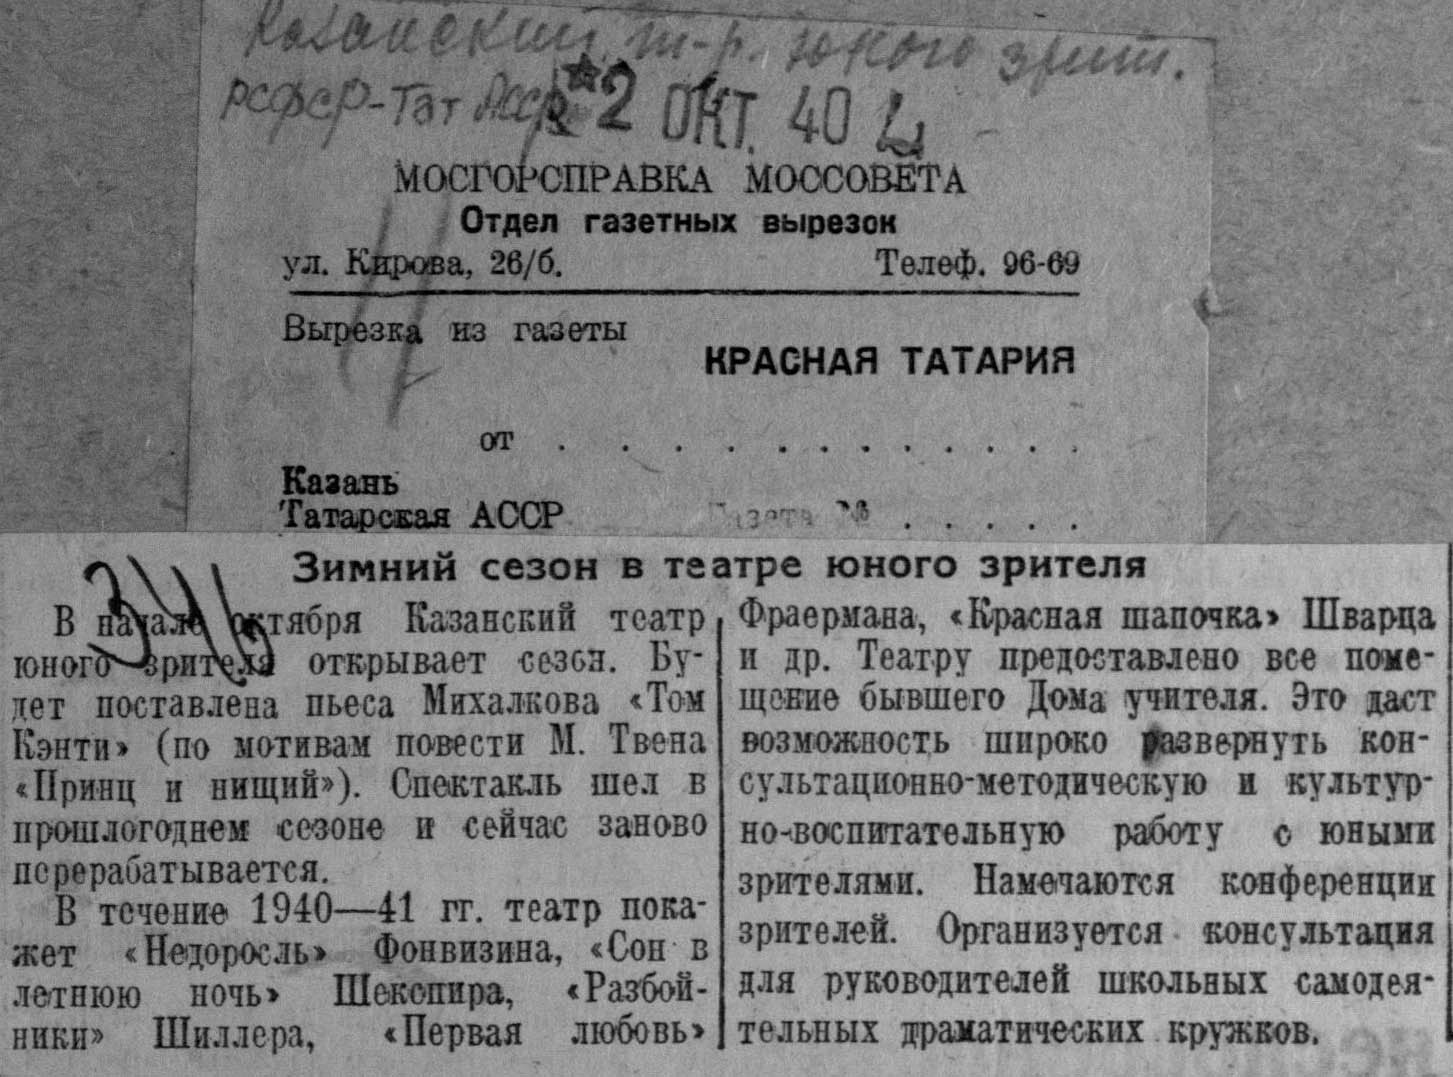 Казанский т-р. юного зрит.
РСФСР-Тат Асср
2 ОКТ. 40
МОСГОРСПРАВКА МОССОВЕТА
Отдел газетных вырезок
ул. Кирова, 26/б. Телеф. 96-69
Вырезка из газеты
КРАСНАЯ ТАТАРИЯ
от . . . . . . . . . . . .
Казань
Татарская АССР Газета № . . . . .
Зимний сезон в театре юного зрителя
В начале октября Казанский театр
юного зрителя открывает сезон. Бу-
дет поставлена пьеса Михалкова «Том
Кэнти» (по мотивам повести М. Твена
«Принц и нищий»). Спектакль шел в
прошлогоднем сезоне и сейчас заново
перерабатывается.
В течение 1940—41 гг. театр пока-
жет «Недоросль» Фонвизина, «Сон в
летнюю ночь» Шекспира, «Разбой-
ники» Шиллера, «Первая любовь»
Фраермана, «Красная шапочка» Шварца
и др. Театру предоставлено все поме-
щение бывшего Дома учителя. Это даст
возможность широко развернуть кон-
сультационно-методическую и культур-
но-воспитательную работу с юными
зрителями. Намечаются конференции
зрителей. Организуется консультация
для руководителей школьных самодея-
тельных драматических кружков.